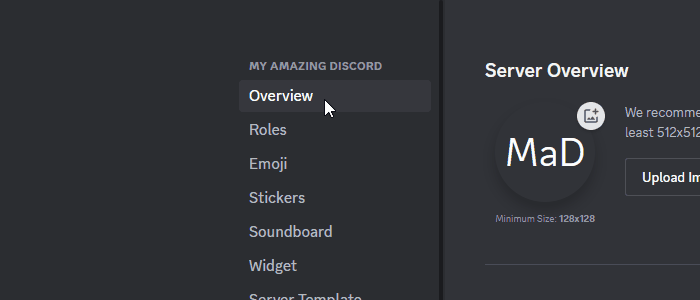 MY AMAZING DISCORD
Overview
Roles
Emoji
Stickers
Soundboard
Widget
Server Template
Server Overview
MaD
Minimum Size: 128x128
We recomme
least 512x512
Upload Im